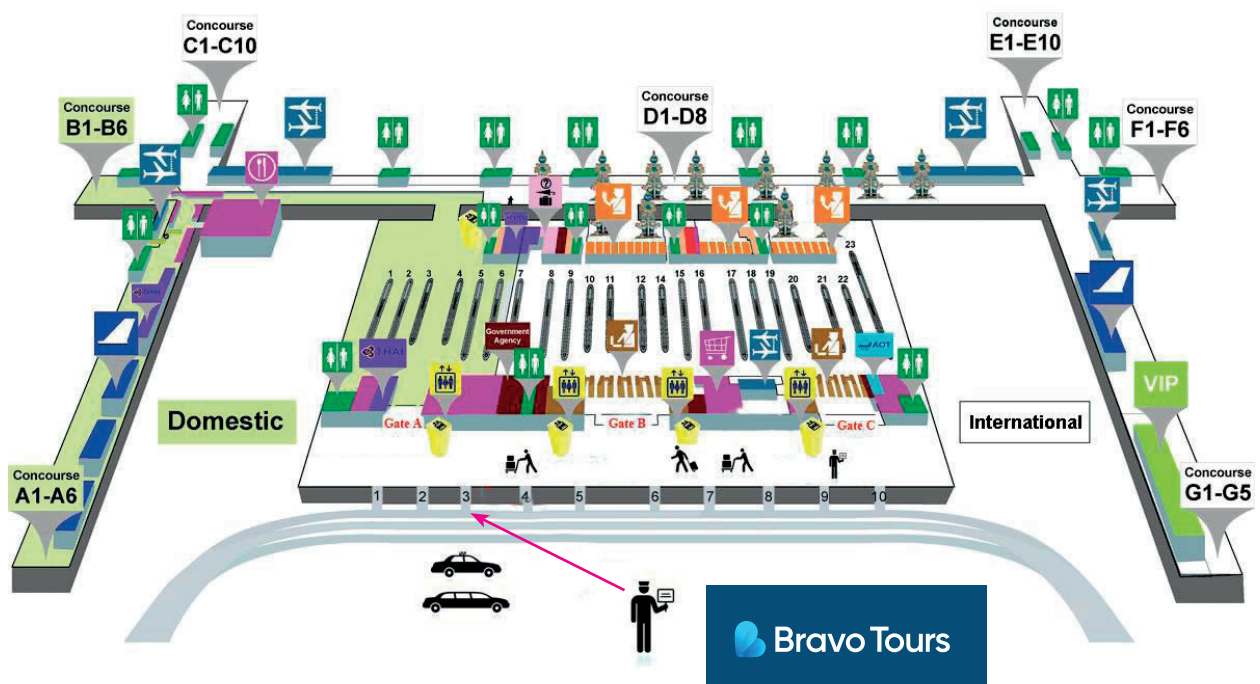 Concourse
C1-C10
Concourse
E1-E10
Concourse
B1-B6
Concourse
D1-D8
Concourse
F1-F6
23
1
2
3
4
5
6
7
8
9
10
11
12
14
15
16
17
18
19
20
21
22
Government
Agency
THAI
AOT
VIP
Domestic
International
Gate A
Gate B
Gate C
Concourse
A1-A6
Concourse
G1-G5
1
2
3
4
5
6
7
8
9
10
Bravo Tours